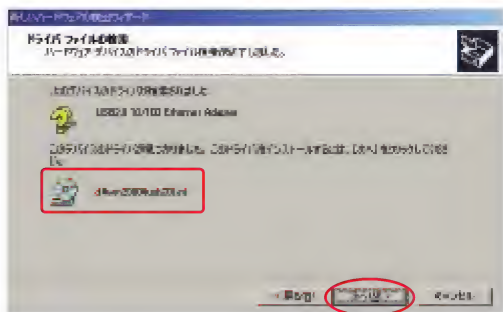 新しいハードウェアの検出ウィザード
ドライバ ファイルの検索
ハードウェア デバイスのドライバ ファイル検索が終了しました。
次のデバイスのドライバが検索されました:
USB2.0 10/100 Ethernet Adapter
このデバイスのドライバが見つかりました。このドライバをインストールするには、[次へ] をクリックしてくださ
い。
< 戻る(B)
次へ(N) >
キャンセル